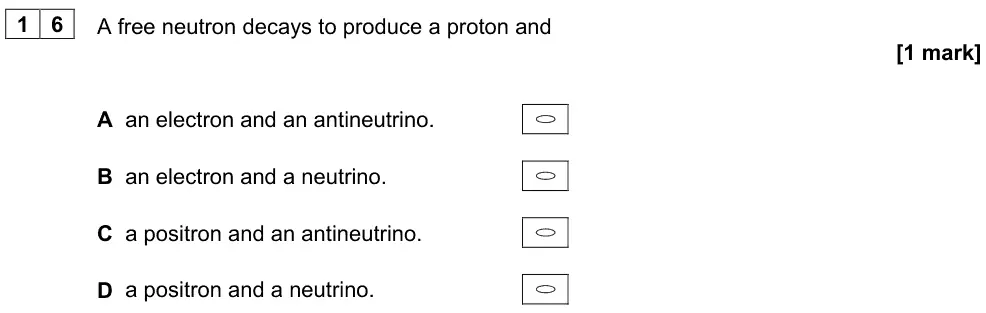 1 6 A free neutron decays to produce a proton and
[1 mark]
A an electron and an antineutrino.
B an electron and a neutrino.
C a positron and an antineutrino.
D a positron and a neutrino.